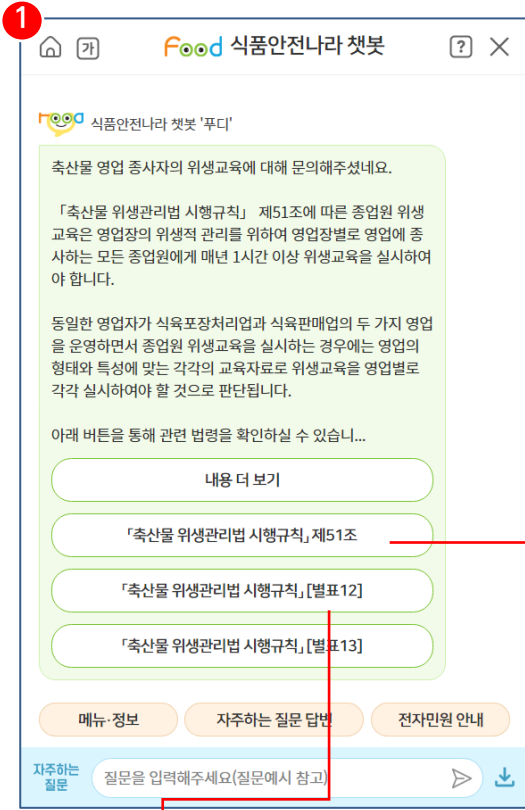 1
가
Food 식품안전나라 챗봇
?
Food 식품안전나라 챗봇 '푸디'
축산물 영업 종사자의 위생교육에 대해 문의해주셨네요.
「축산물 위생관리법 시행규칙」 제51조에 따른 종업원 위생
교육은 영업장의 위생적 관리를 위하여 영업장별로 영업에 종
사하는 모든 종업원에게 매년 1시간 이상 위생교육을 실시하여
야 합니다.
동일한 영업자가 식육포장처리업과 식육판매업의 두 가지 영업
을 운영하면서 종업원 위생교육을 실시하는 경우에는 영업의
형태와 특성에 맞는 각각의 교육자료로 위생교육을 영업별로
각각 실시하여야 할 것으로 판단됩니다.
아래 버튼을 통해 관련 법령을 확인하실 수 있습니...
내용 더 보기
「축산물 위생관리법 시행규칙」 제51조
「축산물 위생관리법 시행규칙」 [별표12]
「축산물 위생관리법 시행규칙」 [별표13]
메뉴·정보
자주하는 질문 답변
전자민원 안내
자주하는
질문
질문을 입력해주세요(질문예시 참고)